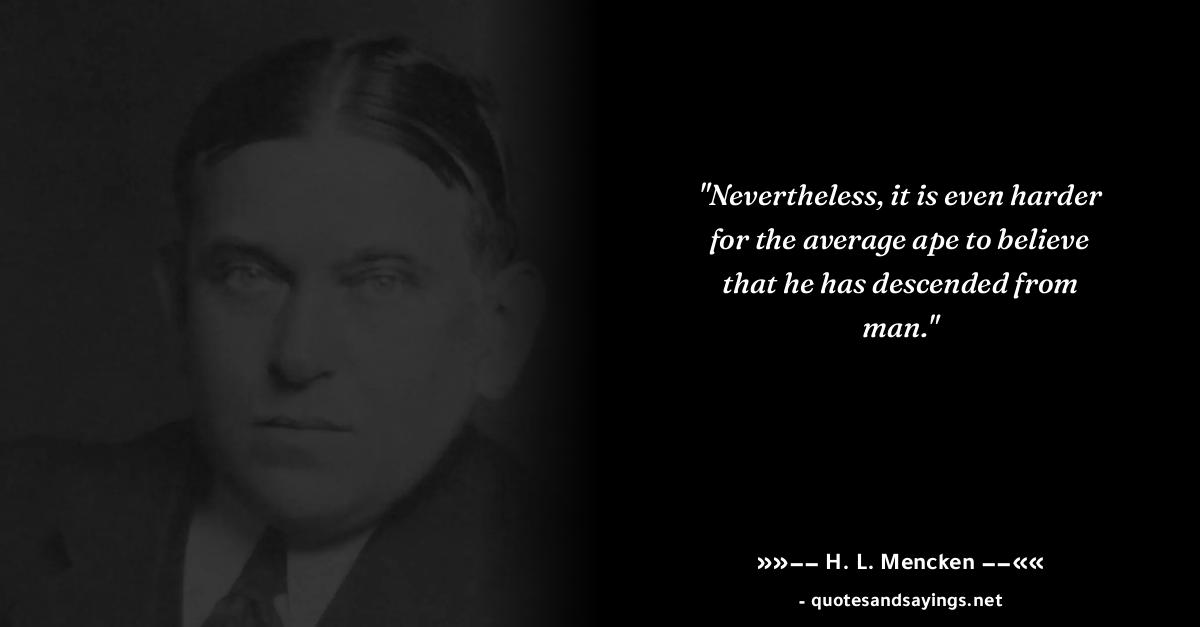 "Nevertheless, it is even harder
for the average ape to believe
that he has descended from
man."
»»−− H. L. Mencken −−««
- quotesandsayings.net